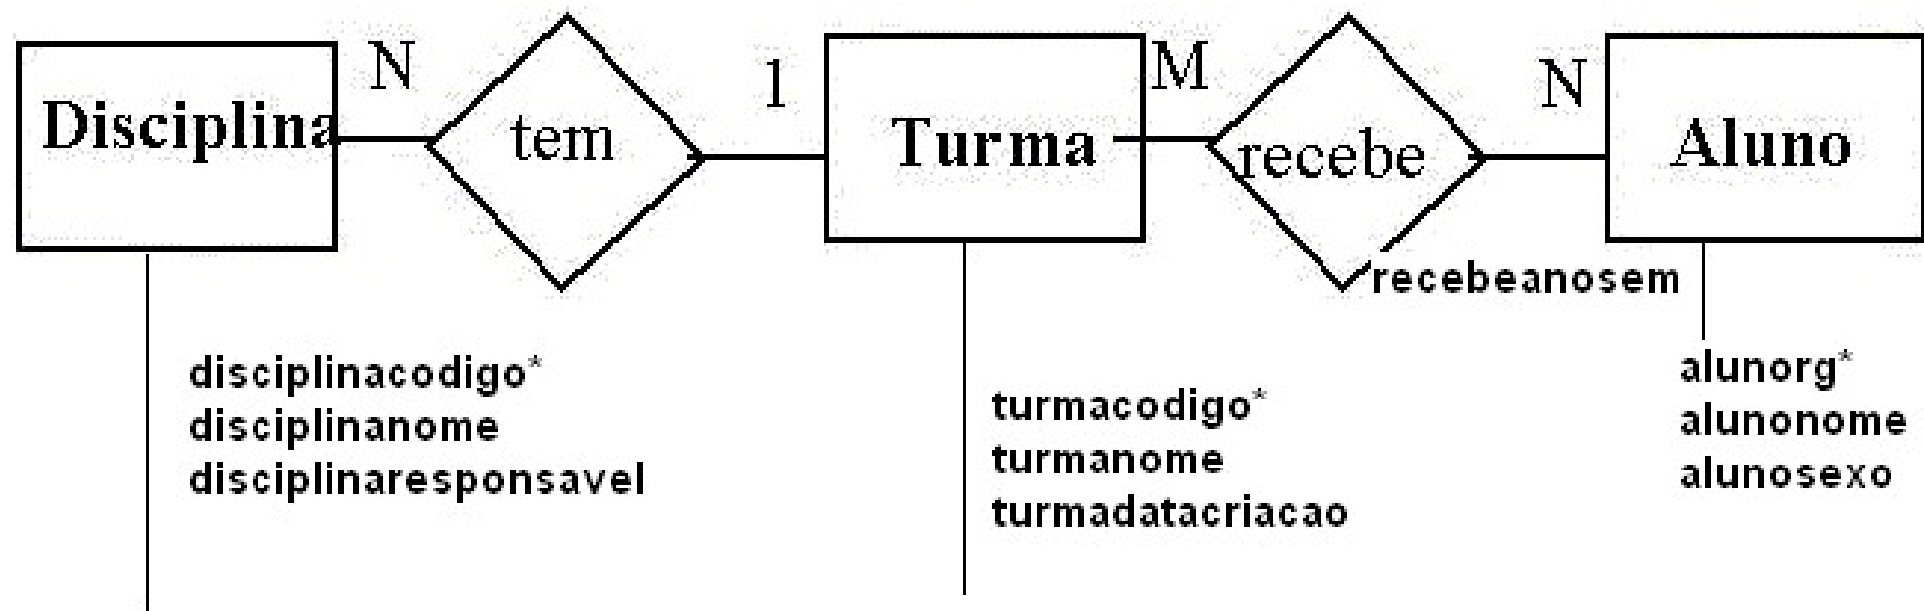 Disciplina
N
tem
1
Turma
M
recebe
N
Aluno
recebeanosem
disciplinacodigo*
disciplinanome
disciplinaresponsavel
turmacodigo*
turmanome
turmadatacriacao
alunorg*
alunonome
alunosexo